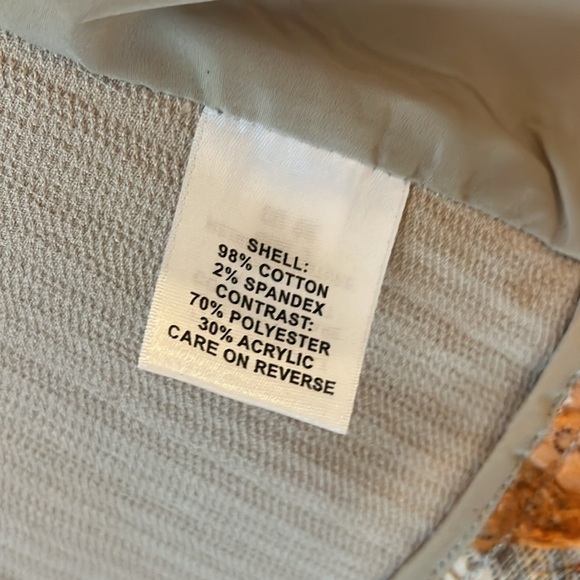 SHELL:
98% COTTON
2% SPANDEX
CONTRAST:
70% POLYESTER
30% ACRYLIC
CARE ON REVERSE